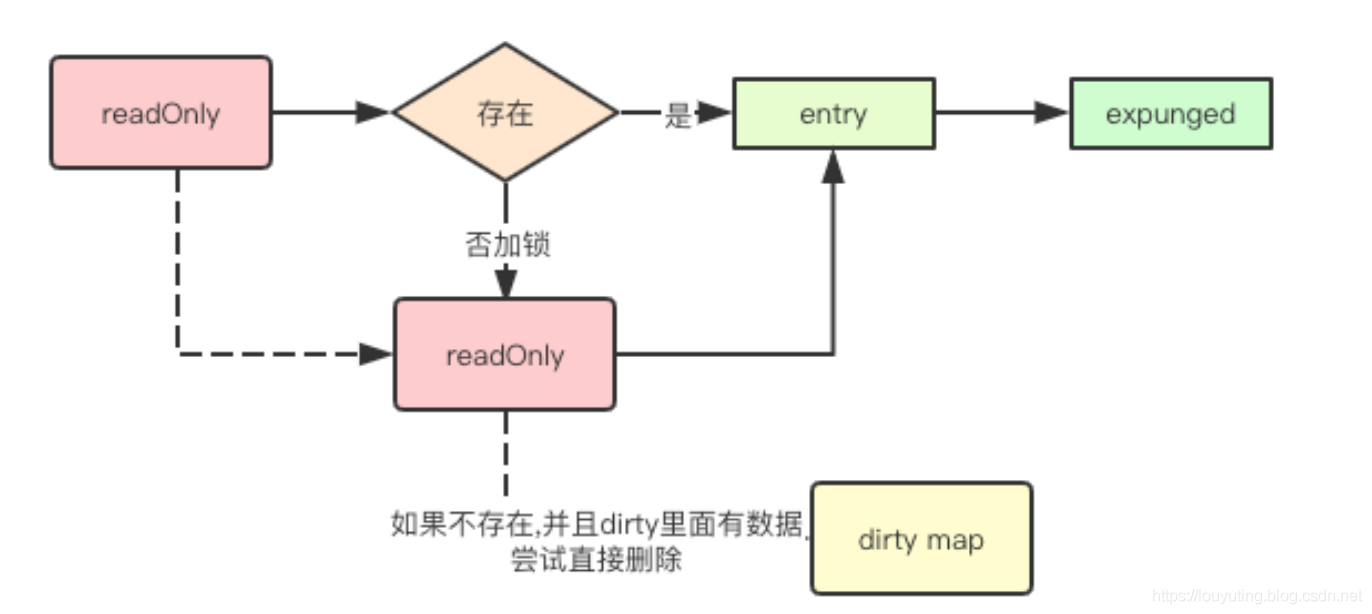 readOnly
存在
是
entry
expunged
否加锁
readOnly
如果不存在,并且dirty里面有数据,
尝试直接删除
dirty map
https://louyuting.blog.csdn.net